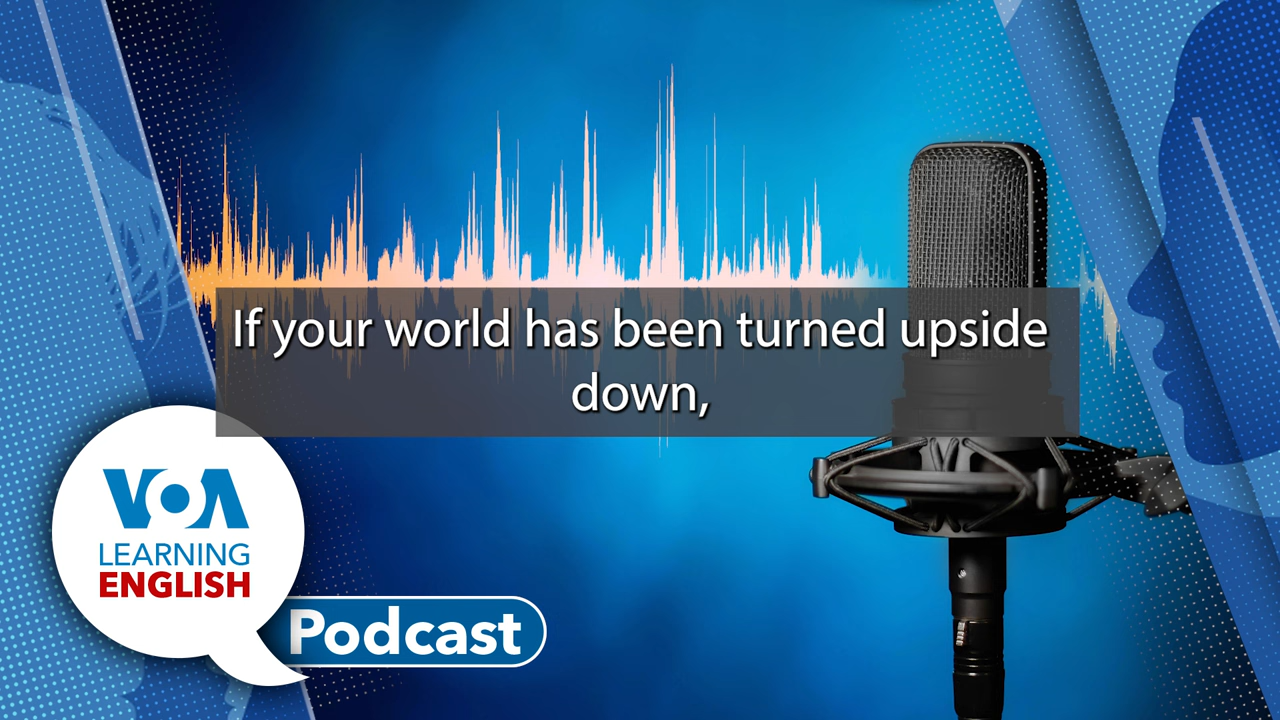 If your world has been turned upside
down,
VOA
LEARNING
ENGLISH
Podcast